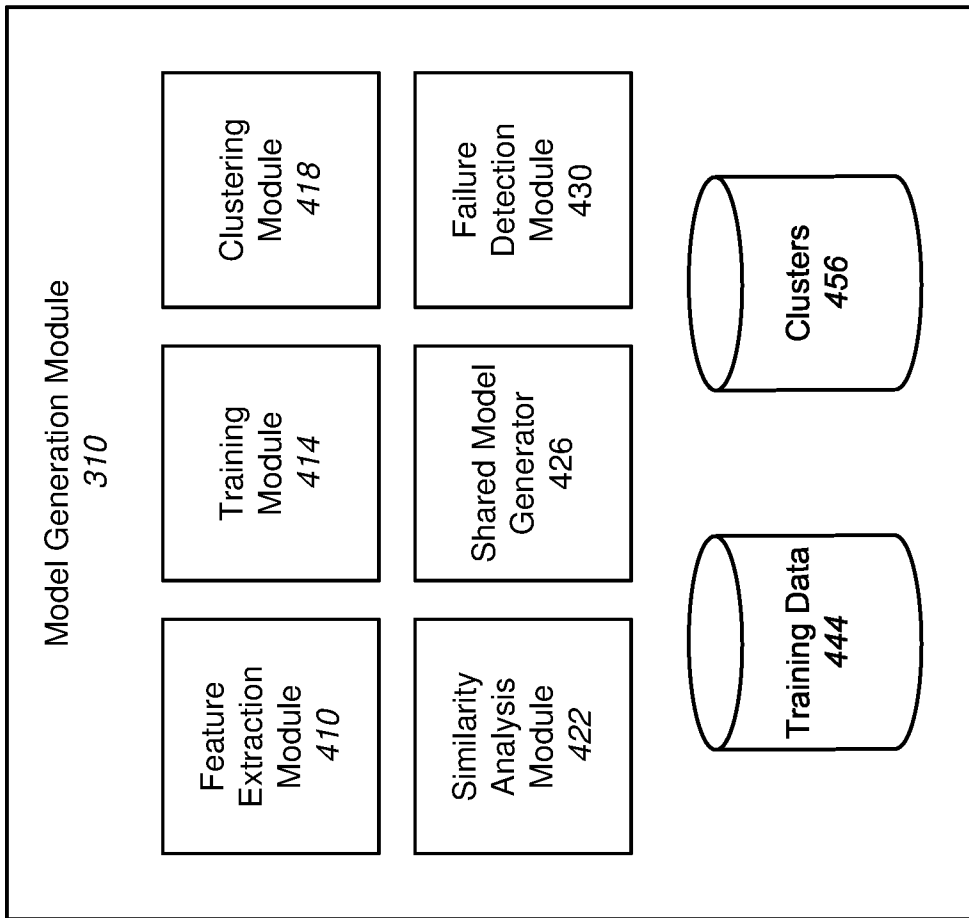 Model Generation Module
310
Feature
Extraction
Module
410
Training
Module
414
Clustering
Module
418
Similarity
Analysis
Module
422
Shared Model
Generator
426
Failure
Detection
Module
430
Training Data
444
Clusters
456